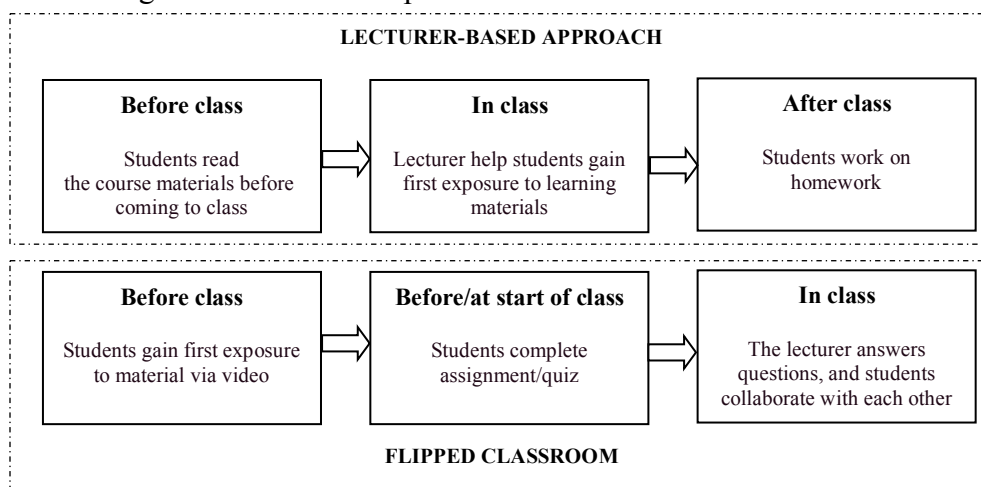 LECTURER-BASED APPROACH
Before class
Students read
the course materials before
coming to class
In class
Lecturer help students gain
first exposure to learning
materials
After class
Students work on
homework
Before class
Students gain first exposure
to material via video
Before/at start of class
Students complete
assignment/quiz
In class
The lecturer answers
questions, and students
collaborate with each other
FLIPPED CLASSROOM